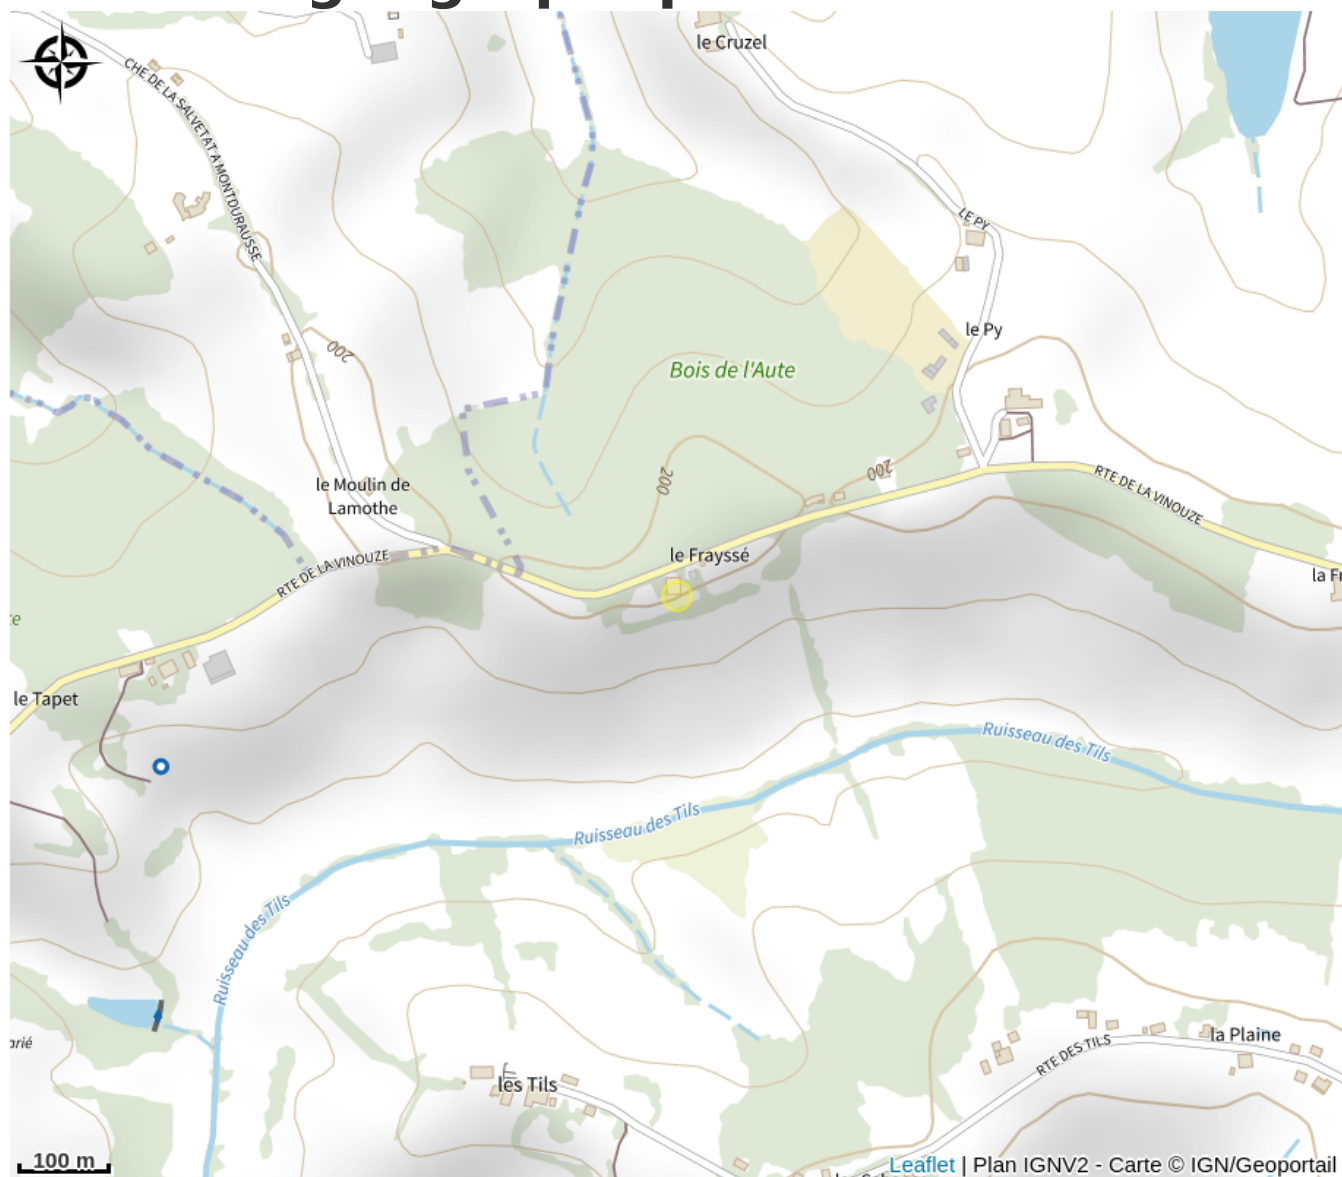 le Cruzel
CHE DE LA SALVETAT A MONTDURAUSSE
LE PY
200
le Py
Bois de l'Aute
200
200
RTE DE LA VINOUZE
le Moulin de
Lamothe
RTE DE LA VINOUZE
le Frayssé
le Tapet
Ruisseau des Tils
Ruisseau des Tils
Ruisseau des Tils
la Plaine
RTE DES TILS
les Tils
100 m
Leaflet | Plan IGNV2 - Carte © IGN/Geoportail